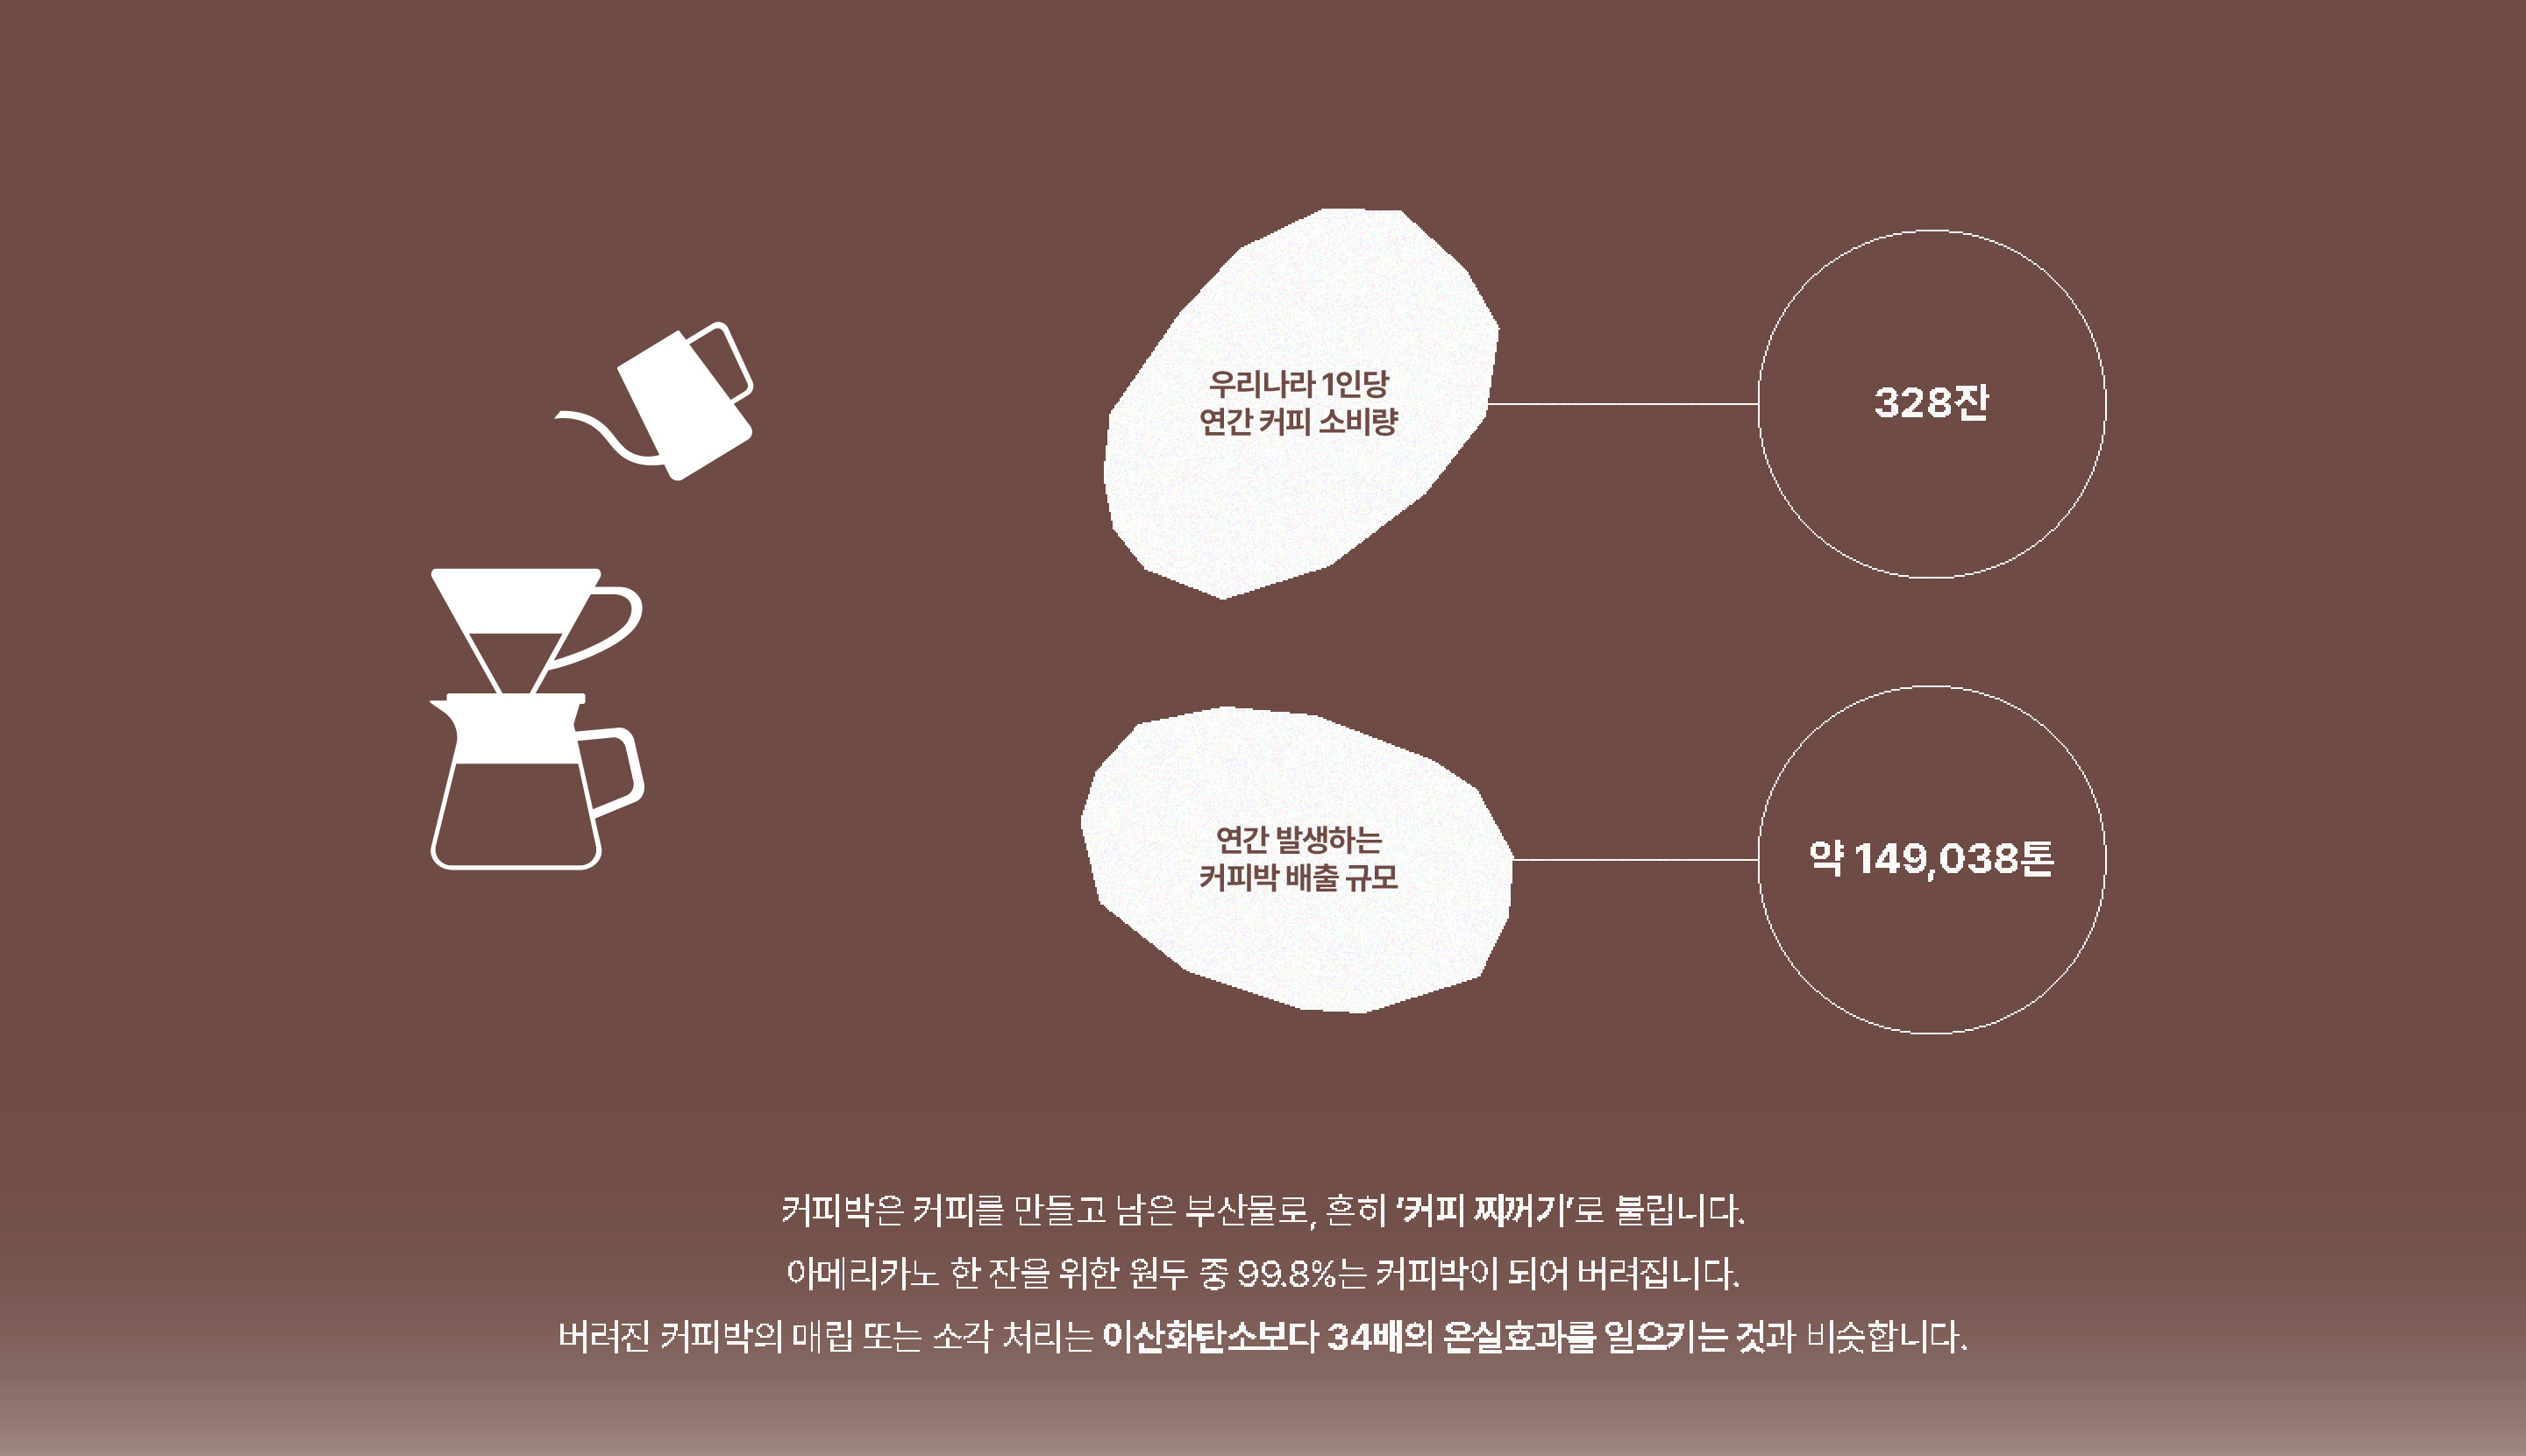 우리나라 1인당
연간 커피 소비량
328잔
연간 발생하는
커피박 배출 규모
약 149,038톤
커피박은 커피를 만들고 남은 부산물로, 흔히 ‘커피 찌꺼기’로 불립니다.
아메리카노 한 잔을 위한 원두 중 99.8%는 커피박이 되어 버려집니다.
버려진 커피박의 매립 또는 소각 처리는 이산화탄소보다 34배의 온실효과를 일으키는 것과 비슷합니다.